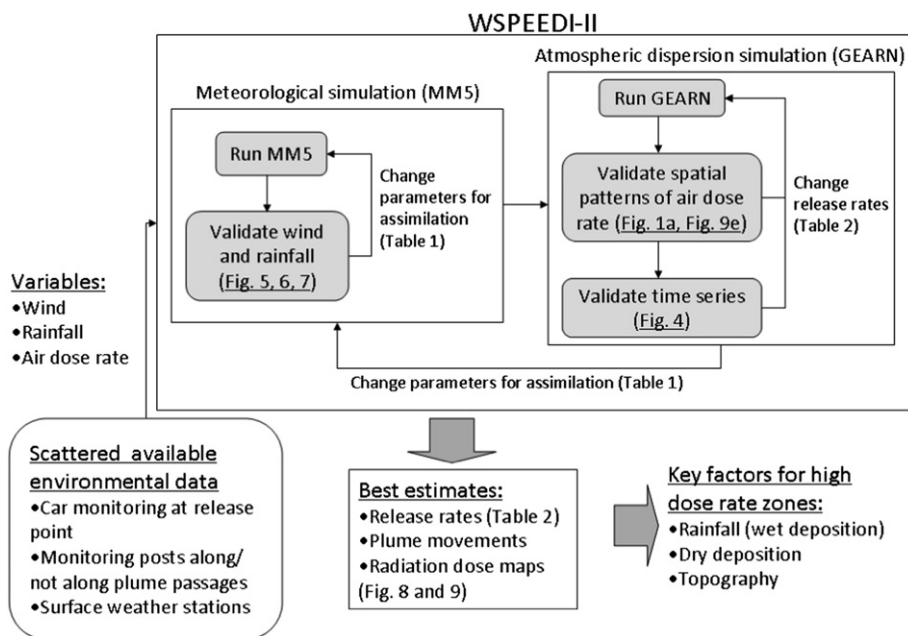 WSPEEDI-II
Atmospheric dispersion simulation (GEARN)
Meteorological simulation (MM5)
Run GEARN
Run MM5
Change
parameters for
assimilation
(Table 1)
Validate spatial
patterns of air dose
rate (Fig. 1a, Fig. 9e)
Change
release rates
(Table 2)
Validate wind
and rainfall
(Fig. 5, 6, 7)
Validate time series
(Fig. 4)
Variables:
•Wind
•Rainfall
•Air dose rate
Change parameters for assimilation (Table 1)
Scattered available
environmental data
•Car monitoring at release
point
•Monitoring posts along/
not along plume passages
•Surface weather stations
Best estimates:
•Release rates (Table 2)
•Plume movements
•Radiation dose maps
(Fig. 8 and 9)
Key factors for high
dose rate zones:
•Rainfall (wet deposition)
•Dry deposition
•Topography